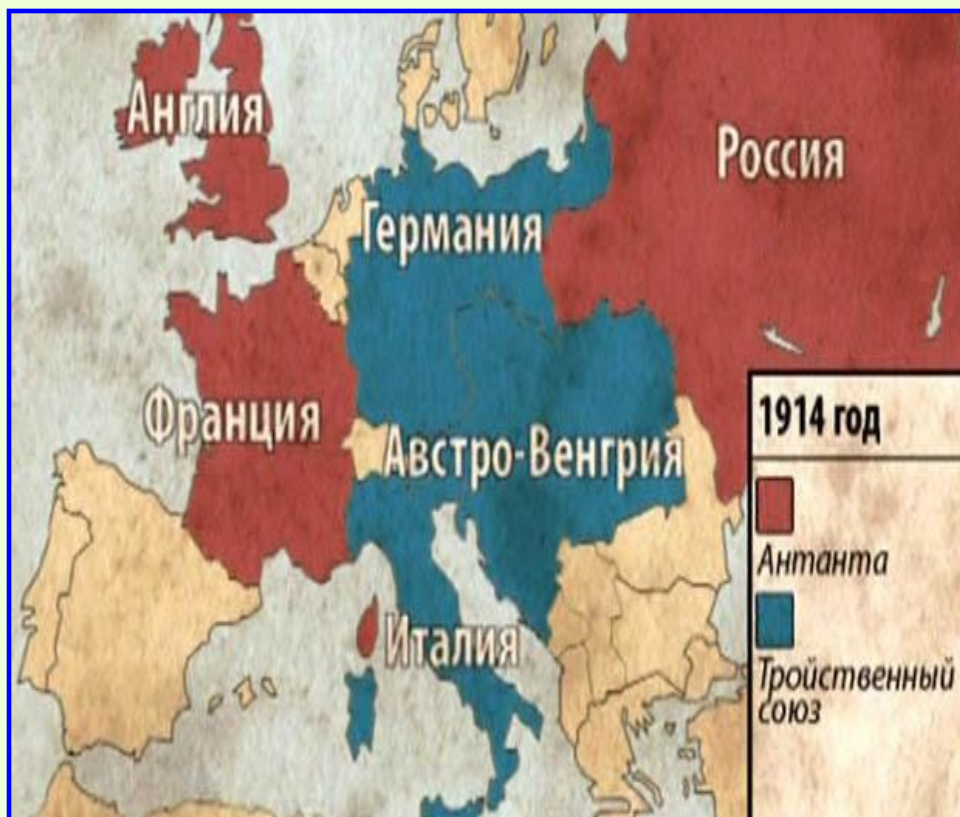 Англия
Россия
Германия
Франция
Австро-Венгрия
Италия
1914 год
Антанта
Тройственный
союз